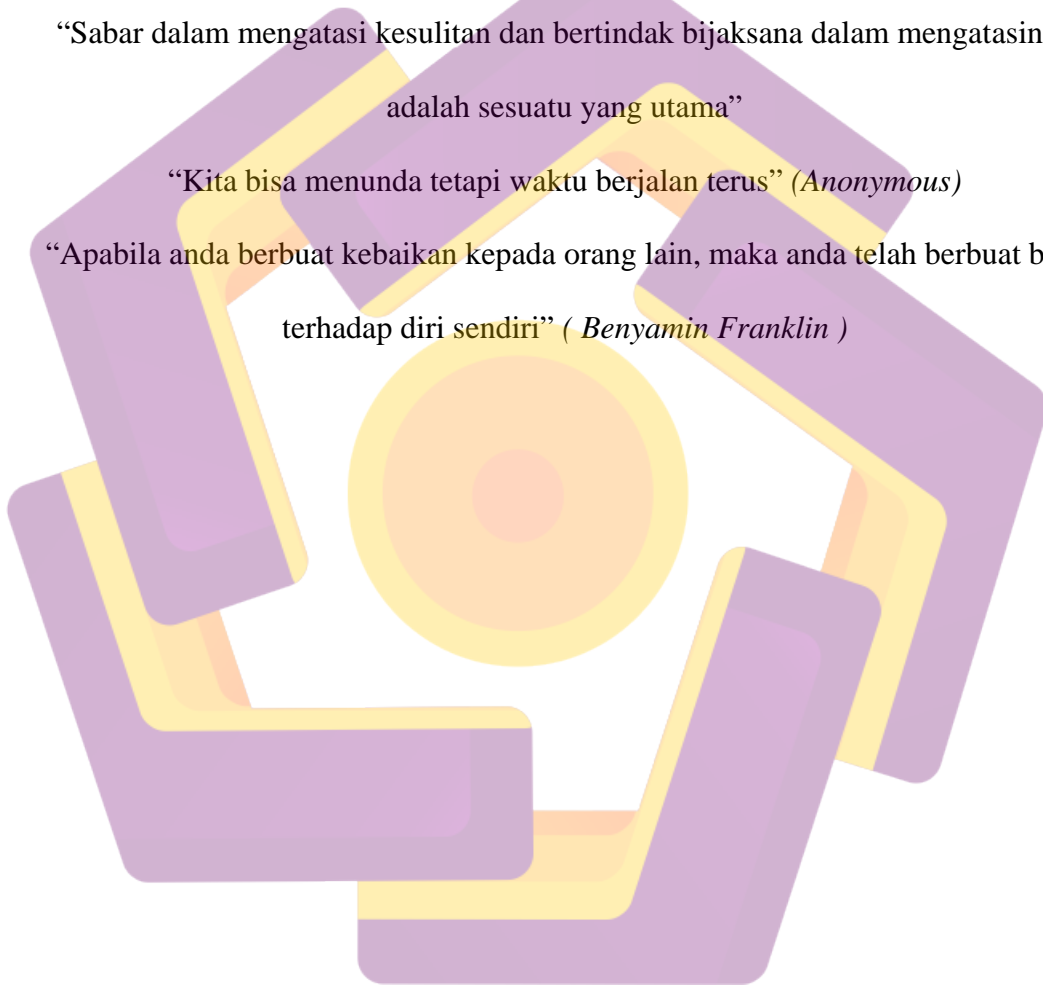 “Sabar dalam mengatasi kesulitan dan bertindak bijaksana dalam mengatasin
adalah sesuatu yang utama”
“Kita bisa menunda tetapi waktu berjalan terus” (Anonymous)
“Apabila anda berbuat kebaikan kepada orang lain, maka anda telah berbuat b
terhadap diri sendiri” ( Benyamin Franklin )